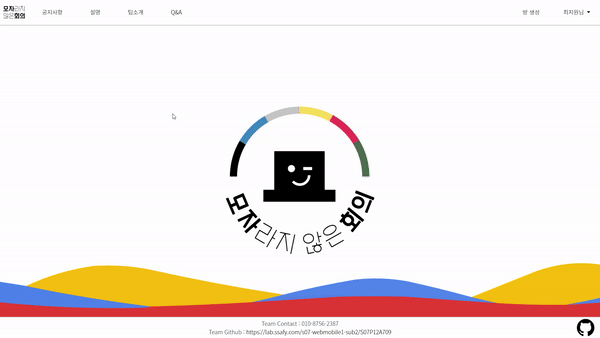 모자라지
않은회의
공지사항
설명
팀소개
Q&A
방 생성
최지원님
모자라지 않은 회의
Team Contact : 010-8756-2387
Team Github : https://lab.ssafy.com/s07-webmobile1-sub2/S07P12A709